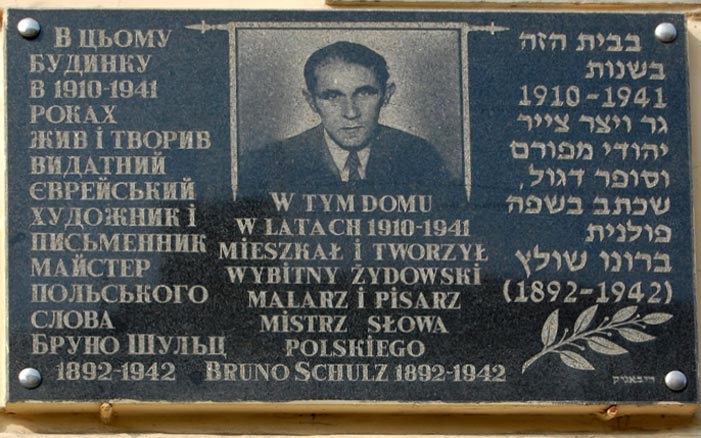 В ЦЬОМУ
БУДИНКУ
В 1910-1941
РОКАХ
ЖИВ І ТВОРИВ
ВИДАТНИЙ
ЄВРЕЙСЬКИЙ
ХУДОЖНИК І
ПИСЬМЕННИК
МАЙСТЕР
ПОЛЬСЬКОГО
СЛОВА
БРУНО ШУЛЬЦ
1892-1942
W TYM DOMU
W LATACH 1910-1941
MIESZKAŁ I TWORZYŁ
WYBITNY ŻYDOWSKI
MALARZ I PISARZ
MISTRZ SŁOWA
POLSKIEGO
BRUNO SCHULZ 1892-1942
בבית הזה
בשנות
1910-1941
גר ויצר צייר
יהודי מפורם
וסופר דגול,
שכתב בשפה
פולנית
ברונו שולץ
(1892-1942)